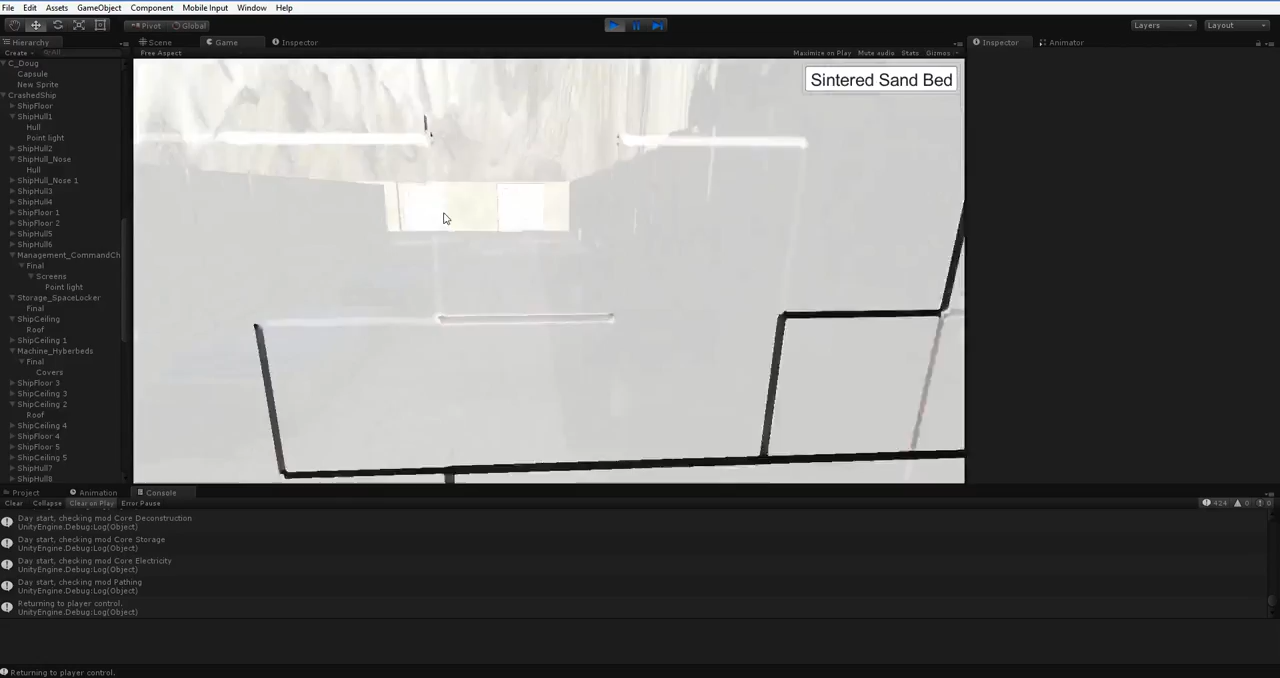 File Edit Assets GameObject Component Mobile Input Window Help
Pivot Global Layers Layout
Hierarchy Scene Game Inspector Inspector Animator
Create All Free Aspect Maximize on Play Mute audio Stats Gizmos
C_Doug
Capsule
New Sprite
CrashedShip
ShipFloor
ShipHull1
Hull
Point light
ShipHull2
ShipHull_Nose
Hull
ShipHull_Nose 1
ShipHull3
ShipHull4
ShipFloor 1
ShipFloor 2
ShipHull5
ShipHull6
Management_CommandCh
Final
Screens
Point light
Storage_SpaceLocker
Final
ShipCeiling
Roof
ShipCeiling 1
Machine_Hyberbeds
Final
Covers
ShipFloor 3
ShipCeiling 3
ShipCeiling 2
Roof
ShipCeiling 4
ShipFloor 4
ShipFloor 5
ShipCeiling 5
ShipHull7
ShipHull8
Sintered Sand Bed
Project Animation Console
Clear Collapse Clear on Play Error Pause 424 0 0
Day start, checking mod Core Deconstruction
UnityEngine.Debug:Log(Object)
Day start, checking mod Core Storage
UnityEngine.Debug:Log(Object)
Day start, checking mod Core Electricity
UnityEngine.Debug:Log(Object)
Day start, checking mod Pathing
UnityEngine.Debug:Log(Object)
Returning to player control.
UnityEngine.Debug:Log(Object)
Returning to player control.